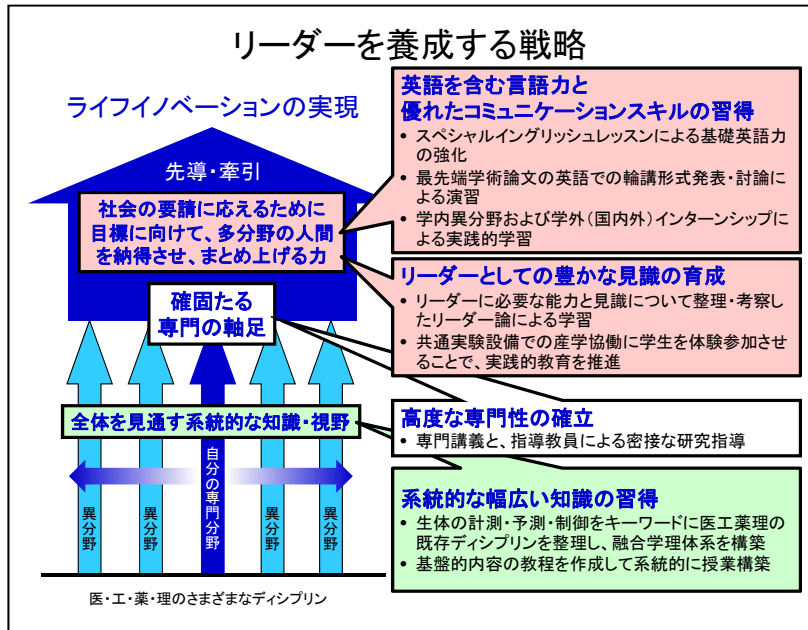 リーダーを養成する戦略
ライフイノベーションの実現
先導・牽引
社会の要請に応えるために
目標に向けて、多分野の人間
を納得させ、まとめ上げる力
確固たる
専門の軸足
全体を見通す系統的な知識・視野
異分野
異分野
自分の専門分野
異分野
異分野
医・工・薬・理のさまざまなディシプリン
英語を含む言語力と
優れたコミュニケーションスキルの習得
• スペシャルイングリッシュレッスンによる基礎英語力
の強化
• 最先端学術論文の英語での輪講形式発表・討論に
よる演習
• 学内異分野および学外(国内外)インターンシップ
による実践的学習
リーダーとしての豊かな見識の育成
• リーダーに必要な能力と見識について整理・考察し
たリーダー論による学習
• 共通実験設備での産学協働に学生を体験参加させ
ることで、実践的教育を推進
高度な専門性の確立
• 専門講義と、指導教員による密接な研究指導
系統的な幅広い知識の習得
• 生体の計測・予測・制御をキーワードに医工薬理の
既存ディシプリンを整理し、融合学理体系を構築
• 基盤的内容の教程を作成して系統的に授業構築